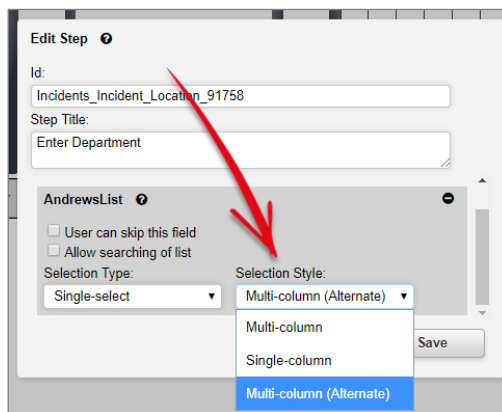 Edit Step ?
Id:
Incidents_Incident_Location_91758
Step Title:
Enter Department
AndrewsList ?
User can skip this field
Allow searching of list
Selection Type: Selection Style:
Single-select Multi-column (Alternate)
Multi-column
Single-column
Save
Multi-column (Alternate)